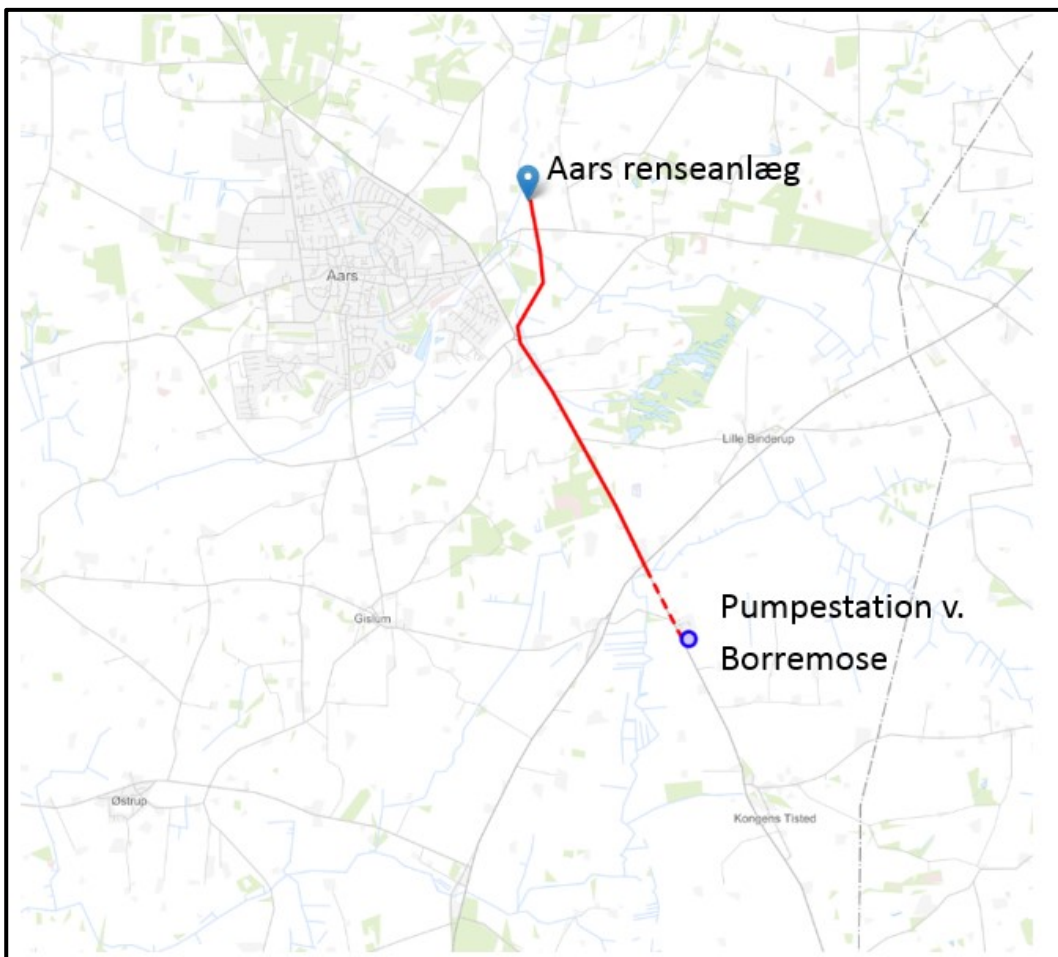 Aars renseanlæg
Aars
Lille Binderup
Pumpestation v.
Borremose
Gislum
Østrup
Kongens Tisted